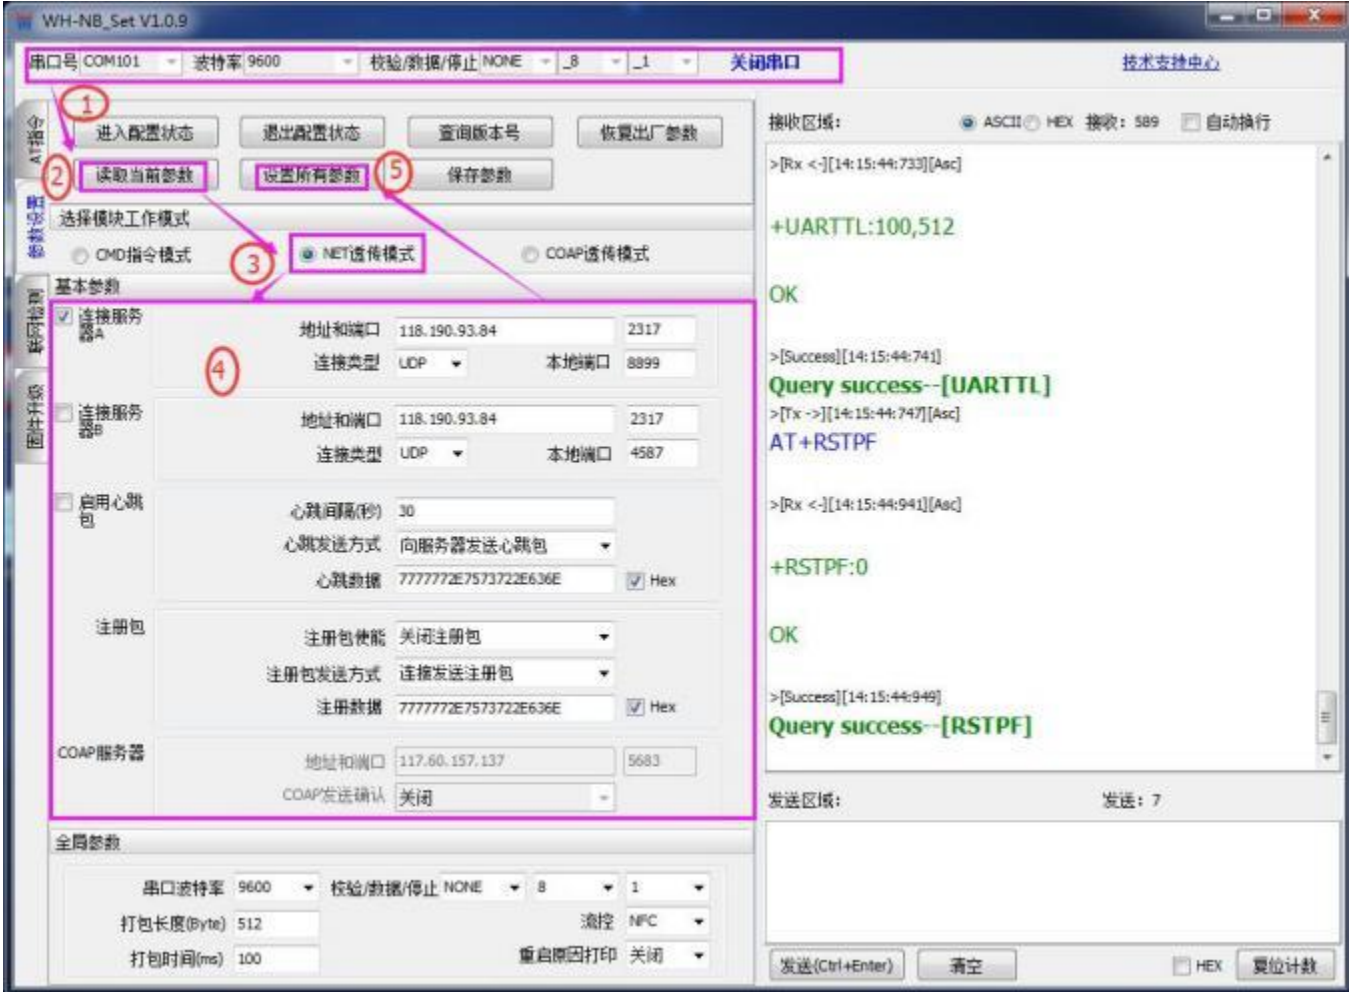 WH-NB_Set V1.0.9
串口号 COM101 波特率 9600 校验/数据/停止 NONE _8 _1 关闭串口 技术支持中心
1
进入配置状态 退出配置状态 查询版本号 恢复出厂参数
2 读取当前参数 设置所有参数 5 保存参数
AT指令
参数设置
联网检测
固件升级
选择模块工作模式
CMD指令模式 3 NET透传模式 COAP透传模式
基本参数
连接服务器A 地址和端口 118.190.93.84 2317
4 连接类型 UDP 本地端口 8899
连接服务器B 地址和端口 118.190.93.84 2317
连接类型 UDP 本地端口 4587
启用心跳包 心跳间隔(秒) 30
心跳发送方式 向服务器发送心跳包
心跳数据 7777772E7573722E636E Hex
注册包 注册包使能 关闭注册包
注册包发送方式 连接发送注册包
注册数据 7777772E7573722E636E Hex
COAP服务器 地址和端口 117.60.157.137 5683
COAP发送确认 关闭
全局参数
串口波特率 9600 校验/数据/停止 NONE 8 1
打包长度(Byte) 512 流控 NFC
打包时间(ms) 100 重启原因打印 关闭
接收区域： ASCII HEX 接收：589 自动换行
>[Rx <-][14:15:44:733][Asc]
+UARTTL:100,512
OK
>[Success][14:15:44:741]
Query success--[UARTTL]
>[Tx ->][14:15:44:747][Asc]
AT+RSTPF
>[Rx <-][14:15:44:941][Asc]
+RSTPF:0
OK
>[Success][14:15:44:949]
Query success--[RSTPF]
发送区域： 发送：7
发送(Ctrl+Enter) 清空 HEX 复位计数